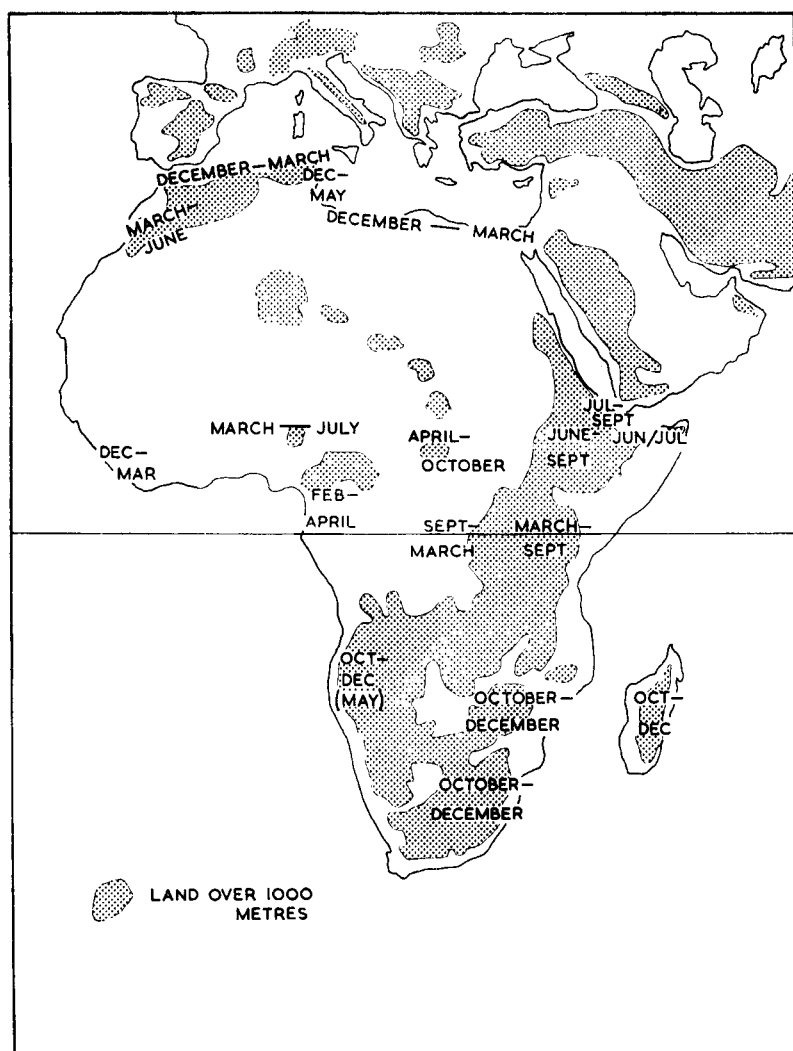 DECEMBER—MARCH
DEC—
MAY
MARCH—
JUNE
DECEMBER — MARCH
JUL—
SEPT
MARCH — JULY
APRIL—
OCTOBER
JUNE—
SEPT
JUN/JUL
DEC—
MAR
FEB—
APRIL
SEPT—
MARCH
MARCH—
SEPT
OCT—
DEC
(MAY)
OCTOBER—
DECEMBER
OCT—
DEC
OCTOBER—
DECEMBER
LAND OVER 1000
METRES